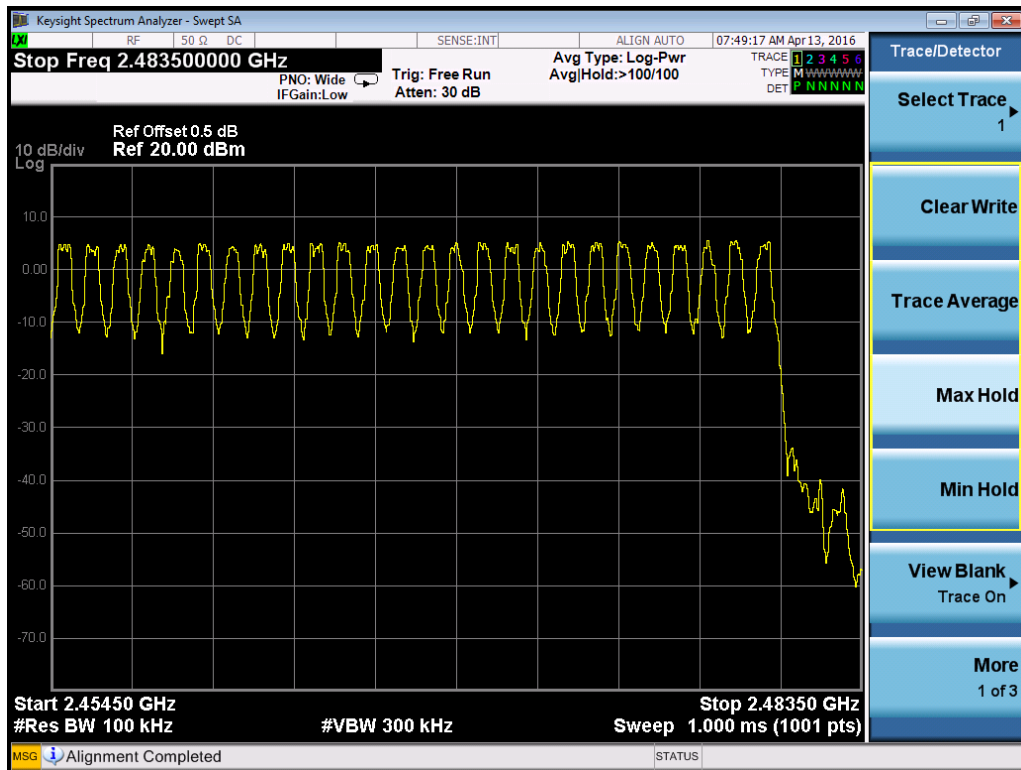 Keysight Spectrum Analyzer - Swept SA
LXI RF 50 Ω DC SENSE:INT ALIGN AUTO 07:49:17 AM Apr 13, 2016
Stop Freq 2.483500000 GHz
PNO: Wide
IFGain:Low
Trig: Free Run
Atten: 30 dB
Avg Type: Log-Pwr
Avg|Hold:>100/100
TRACE 1 2 3 4 5 6
TYPE M W W W W W
DET P N N N N N
Ref Offset 0.5 dB
10 dB/div Ref 20.00 dBm
Log
10.0
0.00
-10.0
-20.0
-30.0
-40.0
-50.0
-60.0
-70.0
Start 2.45450 GHz Stop 2.48350 GHz
#Res BW 100 kHz #VBW 300 kHz Sweep 1.000 ms (1001 pts)
MSG Alignment Completed STATUS
Trace/Detector
Select Trace
1
Clear Write
Trace Average
Max Hold
Min Hold
View Blank
Trace On
More
1 of 3